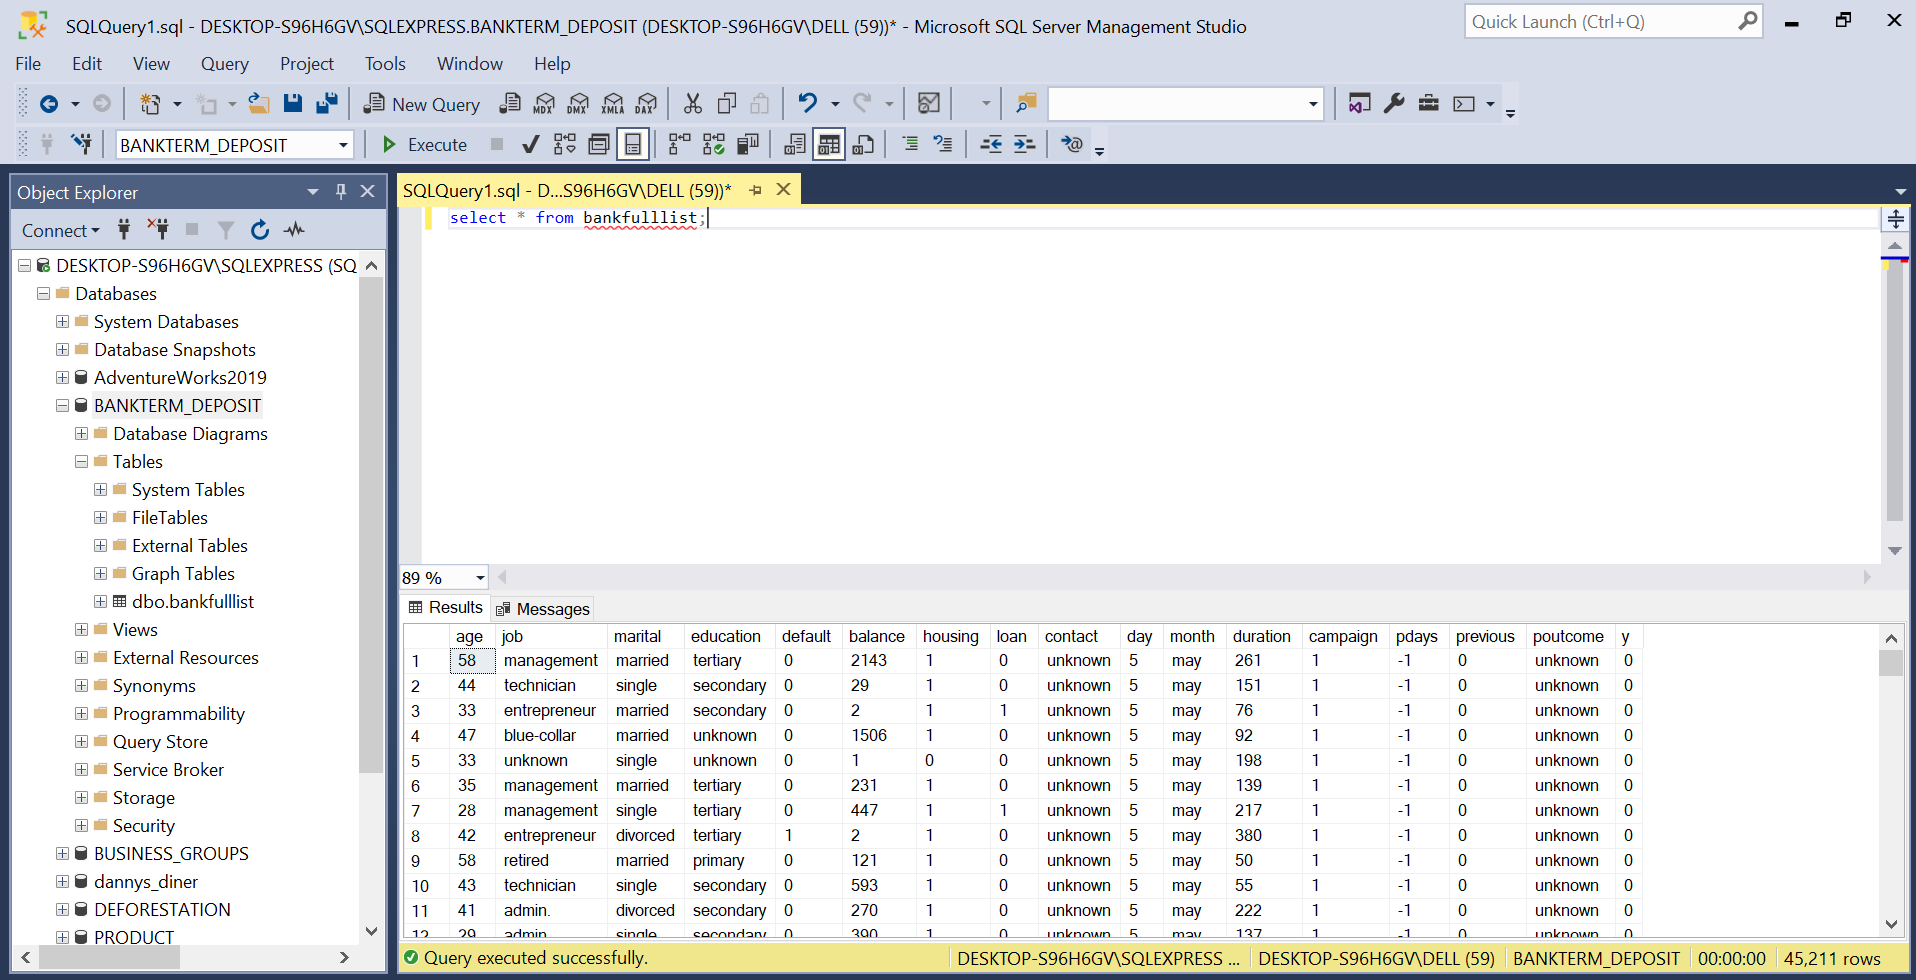 SQLQuery1.sql - DESKTOP-S96H6GV\SQLEXPRESS.BANKTERM_DEPOSIT (DESKTOP-S96H6GV\DELL (59))* - Microsoft SQL Server Management Studio
Quick Launch (Ctrl+Q)
File Edit View Query Project Tools Window Help
New Query MDX DMX XMLA DAX
BANKTERM_DEPOSIT Execute
Object Explorer
Connect
DESKTOP-S96H6GV\SQLEXPRESS (SQ
Databases
System Databases
Database Snapshots
AdventureWorks2019
BANKTERM_DEPOSIT
Database Diagrams
Tables
System Tables
FileTables
External Tables
Graph Tables
dbo.bankfulllist
Views
External Resources
Synonyms
Programmability
Query Store
Service Broker
Storage
Security
BUSINESS_GROUPS
dannys_diner
DEFORESTATION
PRODUCT
SQLQuery1.sql - D...S96H6GV\DELL (59))*
select * from bankfulllist;
89 %
Results Messages
age job marital education default balance housing loan contact day month duration campaign pdays previous poutcome y
1 58 management married tertiary 0 2143 1 0 unknown 5 may 261 1 -1 0 unknown 0
2 44 technician single secondary 0 29 1 0 unknown 5 may 151 1 -1 0 unknown 0
3 33 entrepreneur married secondary 0 2 1 1 unknown 5 may 76 1 -1 0 unknown 0
4 47 blue-collar married unknown 0 1506 1 0 unknown 5 may 92 1 -1 0 unknown 0
5 33 unknown single unknown 0 1 0 0 unknown 5 may 198 1 -1 0 unknown 0
6 35 management married tertiary 0 231 1 0 unknown 5 may 139 1 -1 0 unknown 0
7 28 management single tertiary 0 447 1 1 unknown 5 may 217 1 -1 0 unknown 0
8 42 entrepreneur divorced tertiary 1 2 1 0 unknown 5 may 380 1 -1 0 unknown 0
9 58 retired married primary 0 121 1 0 unknown 5 may 50 1 -1 0 unknown 0
10 43 technician single secondary 0 593 1 0 unknown 5 may 55 1 -1 0 unknown 0
11 41 admin. divorced secondary 0 270 1 0 unknown 5 may 222 1 -1 0 unknown 0
12 29 admin. single secondary 0 390 1 0 unknown 5 may 137 1 -1 0 unknown 0
Query executed successfully. DESKTOP-S96H6GV\SQLEXPRESS ... DESKTOP-S96H6GV\DELL (59) BANKTERM_DEPOSIT 00:00:00 45,211 rows